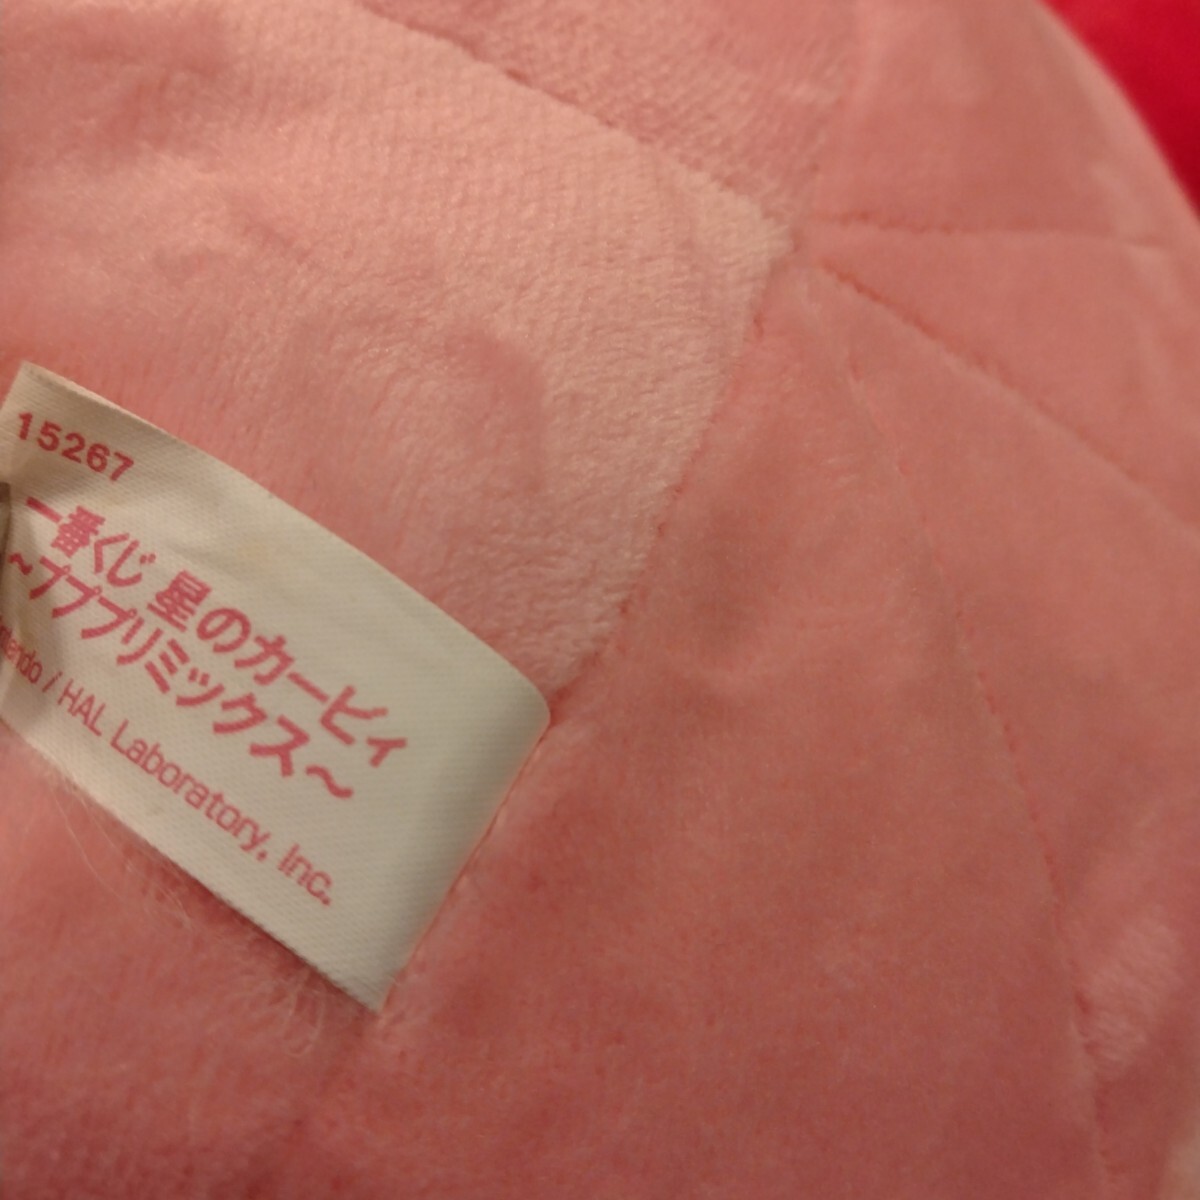 15267
一番くじ 星のカービィ
～プププリミックス～
/ HAL Laboratory, Inc.